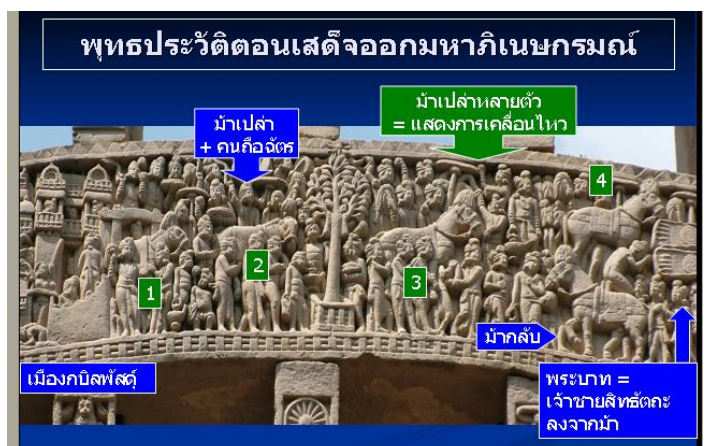 พุทธประวัติตอนเสด็จออกมหาภิเนษกรมณ์
ม้าเปล่า
+ คนถือฉัตร
ม้าเปล่าหลายตัว
= แสดงการเคลื่อนไหว
1
2
3
4
ม้ากลับ
เมืองกบิลพัสดุ์
พระบาท =
เจ้าชายสิทธัตถะ
ลงจากม้า